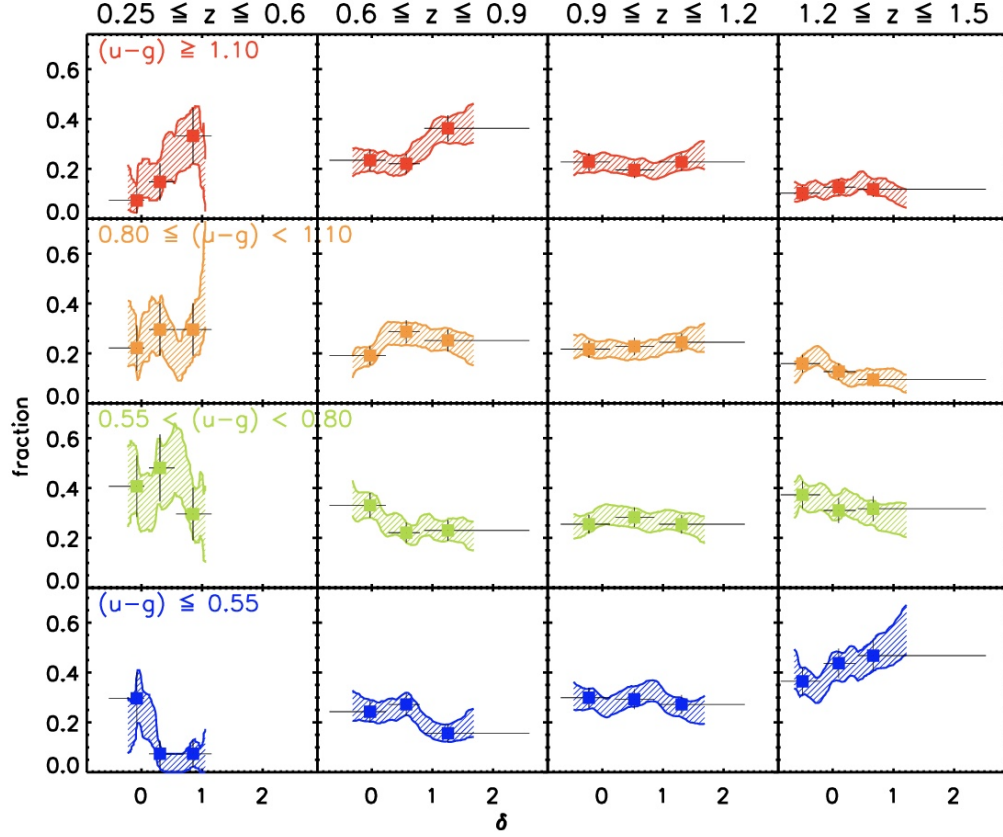 0.25 ≦ z ≦ 0.6 0.6 ≦ z ≦ 0.9 0.9 ≦ z ≦ 1.2 1.2 ≦ z ≦ 1.5
(u-g) ≧ 1.10
0.6
0.4
0.2
0.0
0.80 ≦ (u-g) < 1.10
0.6
0.4
0.2
0.0
0.55 < (u-g) < 0.80
0.6
0.4
0.2
0.0
(u-g) ≦ 0.55
0.6
0.4
0.2
0.0
fraction
0 1 2 0 1 2 0 1 2 0 1 2
δ